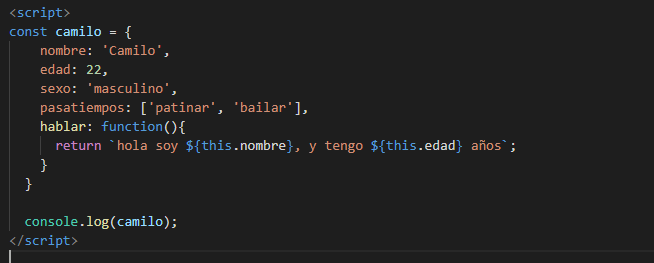 <script>
const camilo = {
    nombre: 'Camilo',
    edad: 22,
    sexo: 'masculino',
    pasatiempos: ['patinar', 'bailar'],
    hablar: function(){
      return `hola soy ${this.nombre}, y tengo ${this.edad} años`;
    }
  }

  console.log(camilo);
</script>